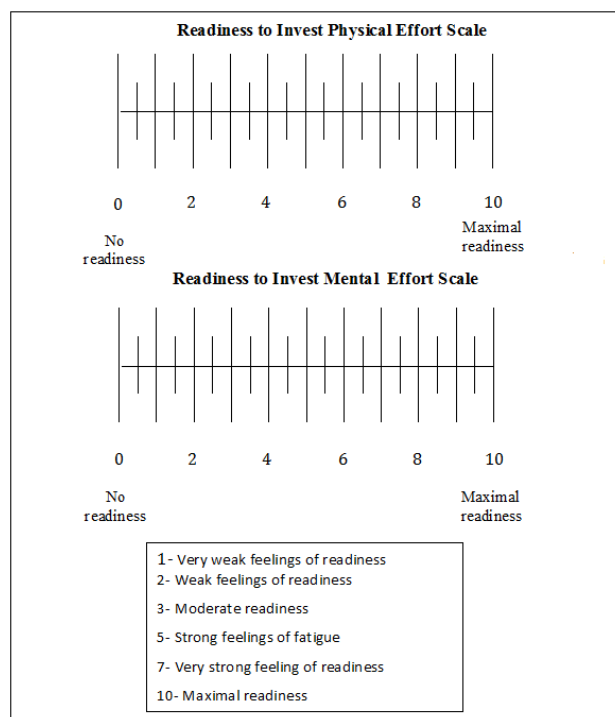 Readiness to Invest Physical Effort Scale
0 2 4 6 8 10
No readiness Maximal readiness
Readiness to Invest Mental Effort Scale
0 2 4 6 8 10
No readiness Maximal readiness
1- Very weak feelings of readiness
2- Weak feelings of readiness
3- Moderate readiness
5- Strong feelings of fatigue
7- Very strong feeling of readiness
10- Maximal readiness